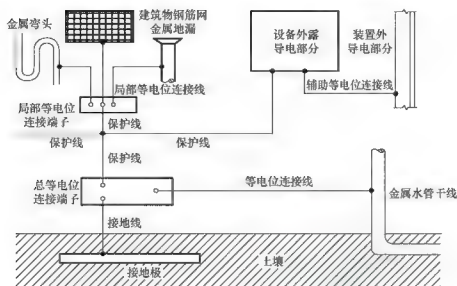 建筑物钢筋网
金属地漏
金属弯头
设备外露
导电部分
装置外
导电部分
局部等电位连接线
辅助等电位连接线
局部等电位
连接端子
保护线
保护线
保护线
保护线
总等电位
连接端子
等电位连接线
金属水管干线
接地线
土壤
接地极